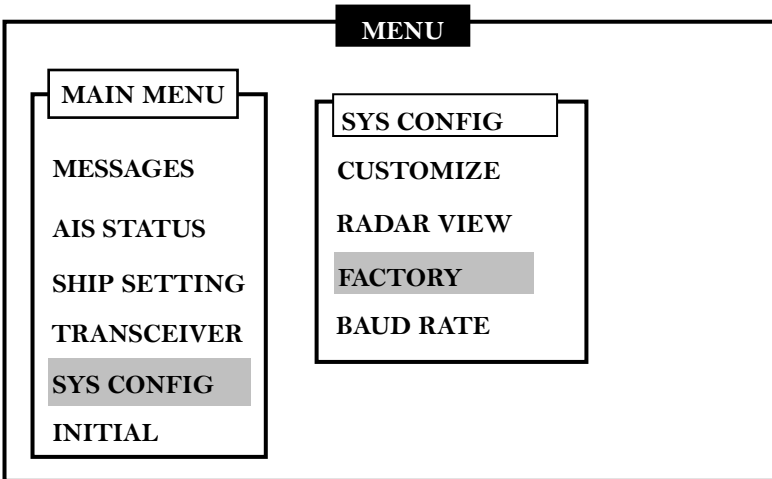 MENU
MAIN MENU
MESSAGES
AIS STATUS
SHIP SETTING
TRANSCEIVER
SYS CONFIG
INITIAL
SYS CONFIG
CUSTOMIZE
RADAR VIEW
FACTORY
BAUD RATE